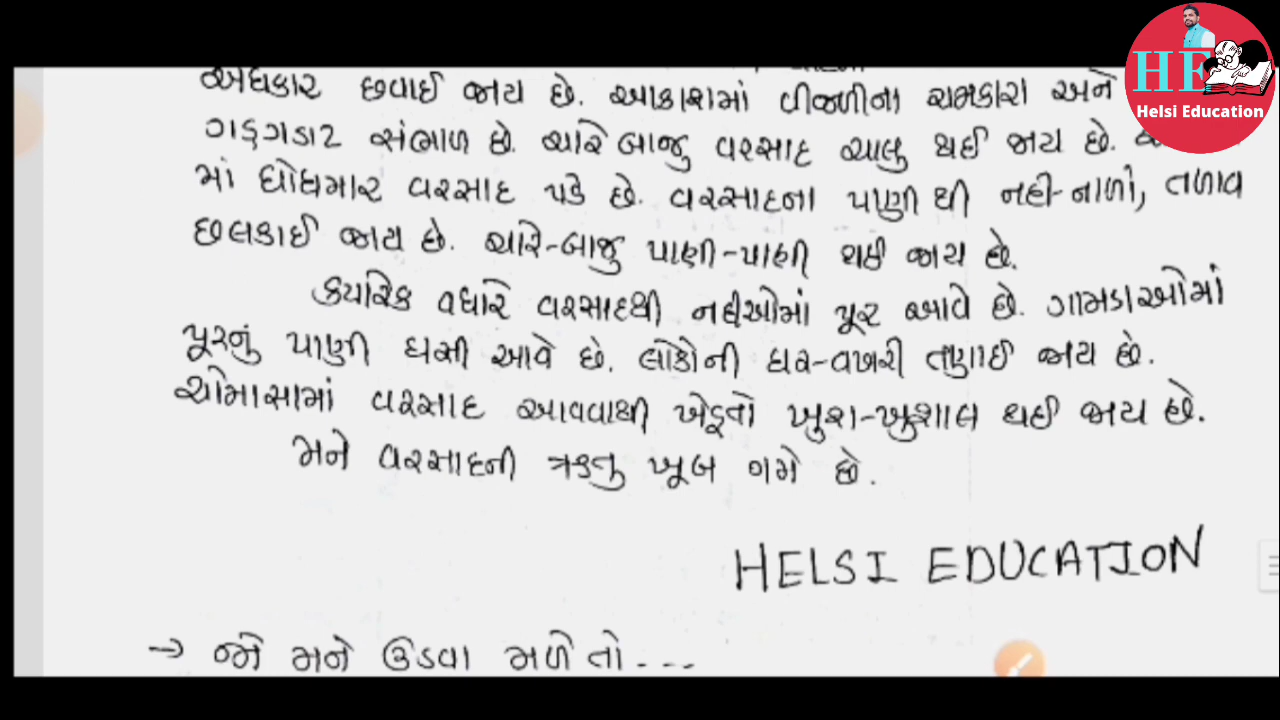 અંધકાર છવાઈ જાય છે. આકાશમાં વીજળીના ચમકારા અને
ગડગડાટ સંભાળ છે. ચારે બાજુ વરસાદ ચાલુ થઈ જાય છે.
માં ધોધમાર વરસાદ પડે છે. વરસાદના પાણી થી નદી-નાળાં, તળાવ
છલકાઈ જાય છે. ચારે-બાજુ પાણી-પાણી થઈ જાય છે.
ક્યારેક વધારે વરસાદથી નદીઓમાં પૂર આવે છે. ગામડાઓમાં
પૂરનું પાણી ધસી આવે છે. લોકોની ઘર-વખરી તણાઈ જાય છે.
ચોમાસામાં વરસાદ આવવાથી ખેડૂતો ખુશ-ખુશાલ થઈ જાય છે.
મને વરસાદની ઋતુ ખૂબ ગમે છે.
HELSI EDUCATION
→ જો મને ઉડવા મળે તો....
HE
Helsi Education